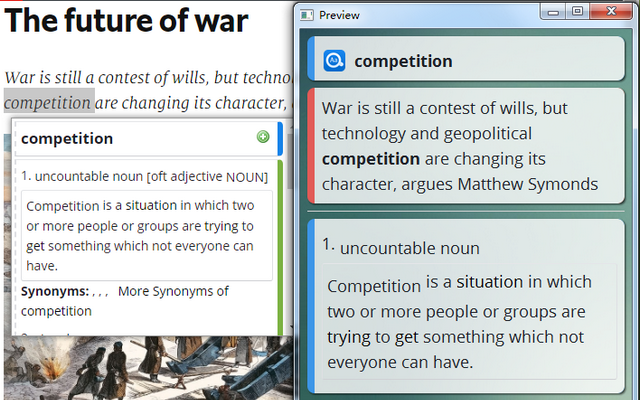 The future of war
War is still a contest of wills, but techno
competition are changing its character,
competition
1. uncountable noun [oft adjective NOUN]
Competition is a situation in which two
or more people or groups are trying to
get something which not everyone can
have.
Synonyms: , , , More Synonyms of
competition
Preview
competition
War is still a contest of wills, but
technology and geopolitical
competition are changing its
character, argues Matthew Symonds
1. uncountable noun
Competition is a situation in which
two or more people or groups are
trying to get something which not
everyone can have.